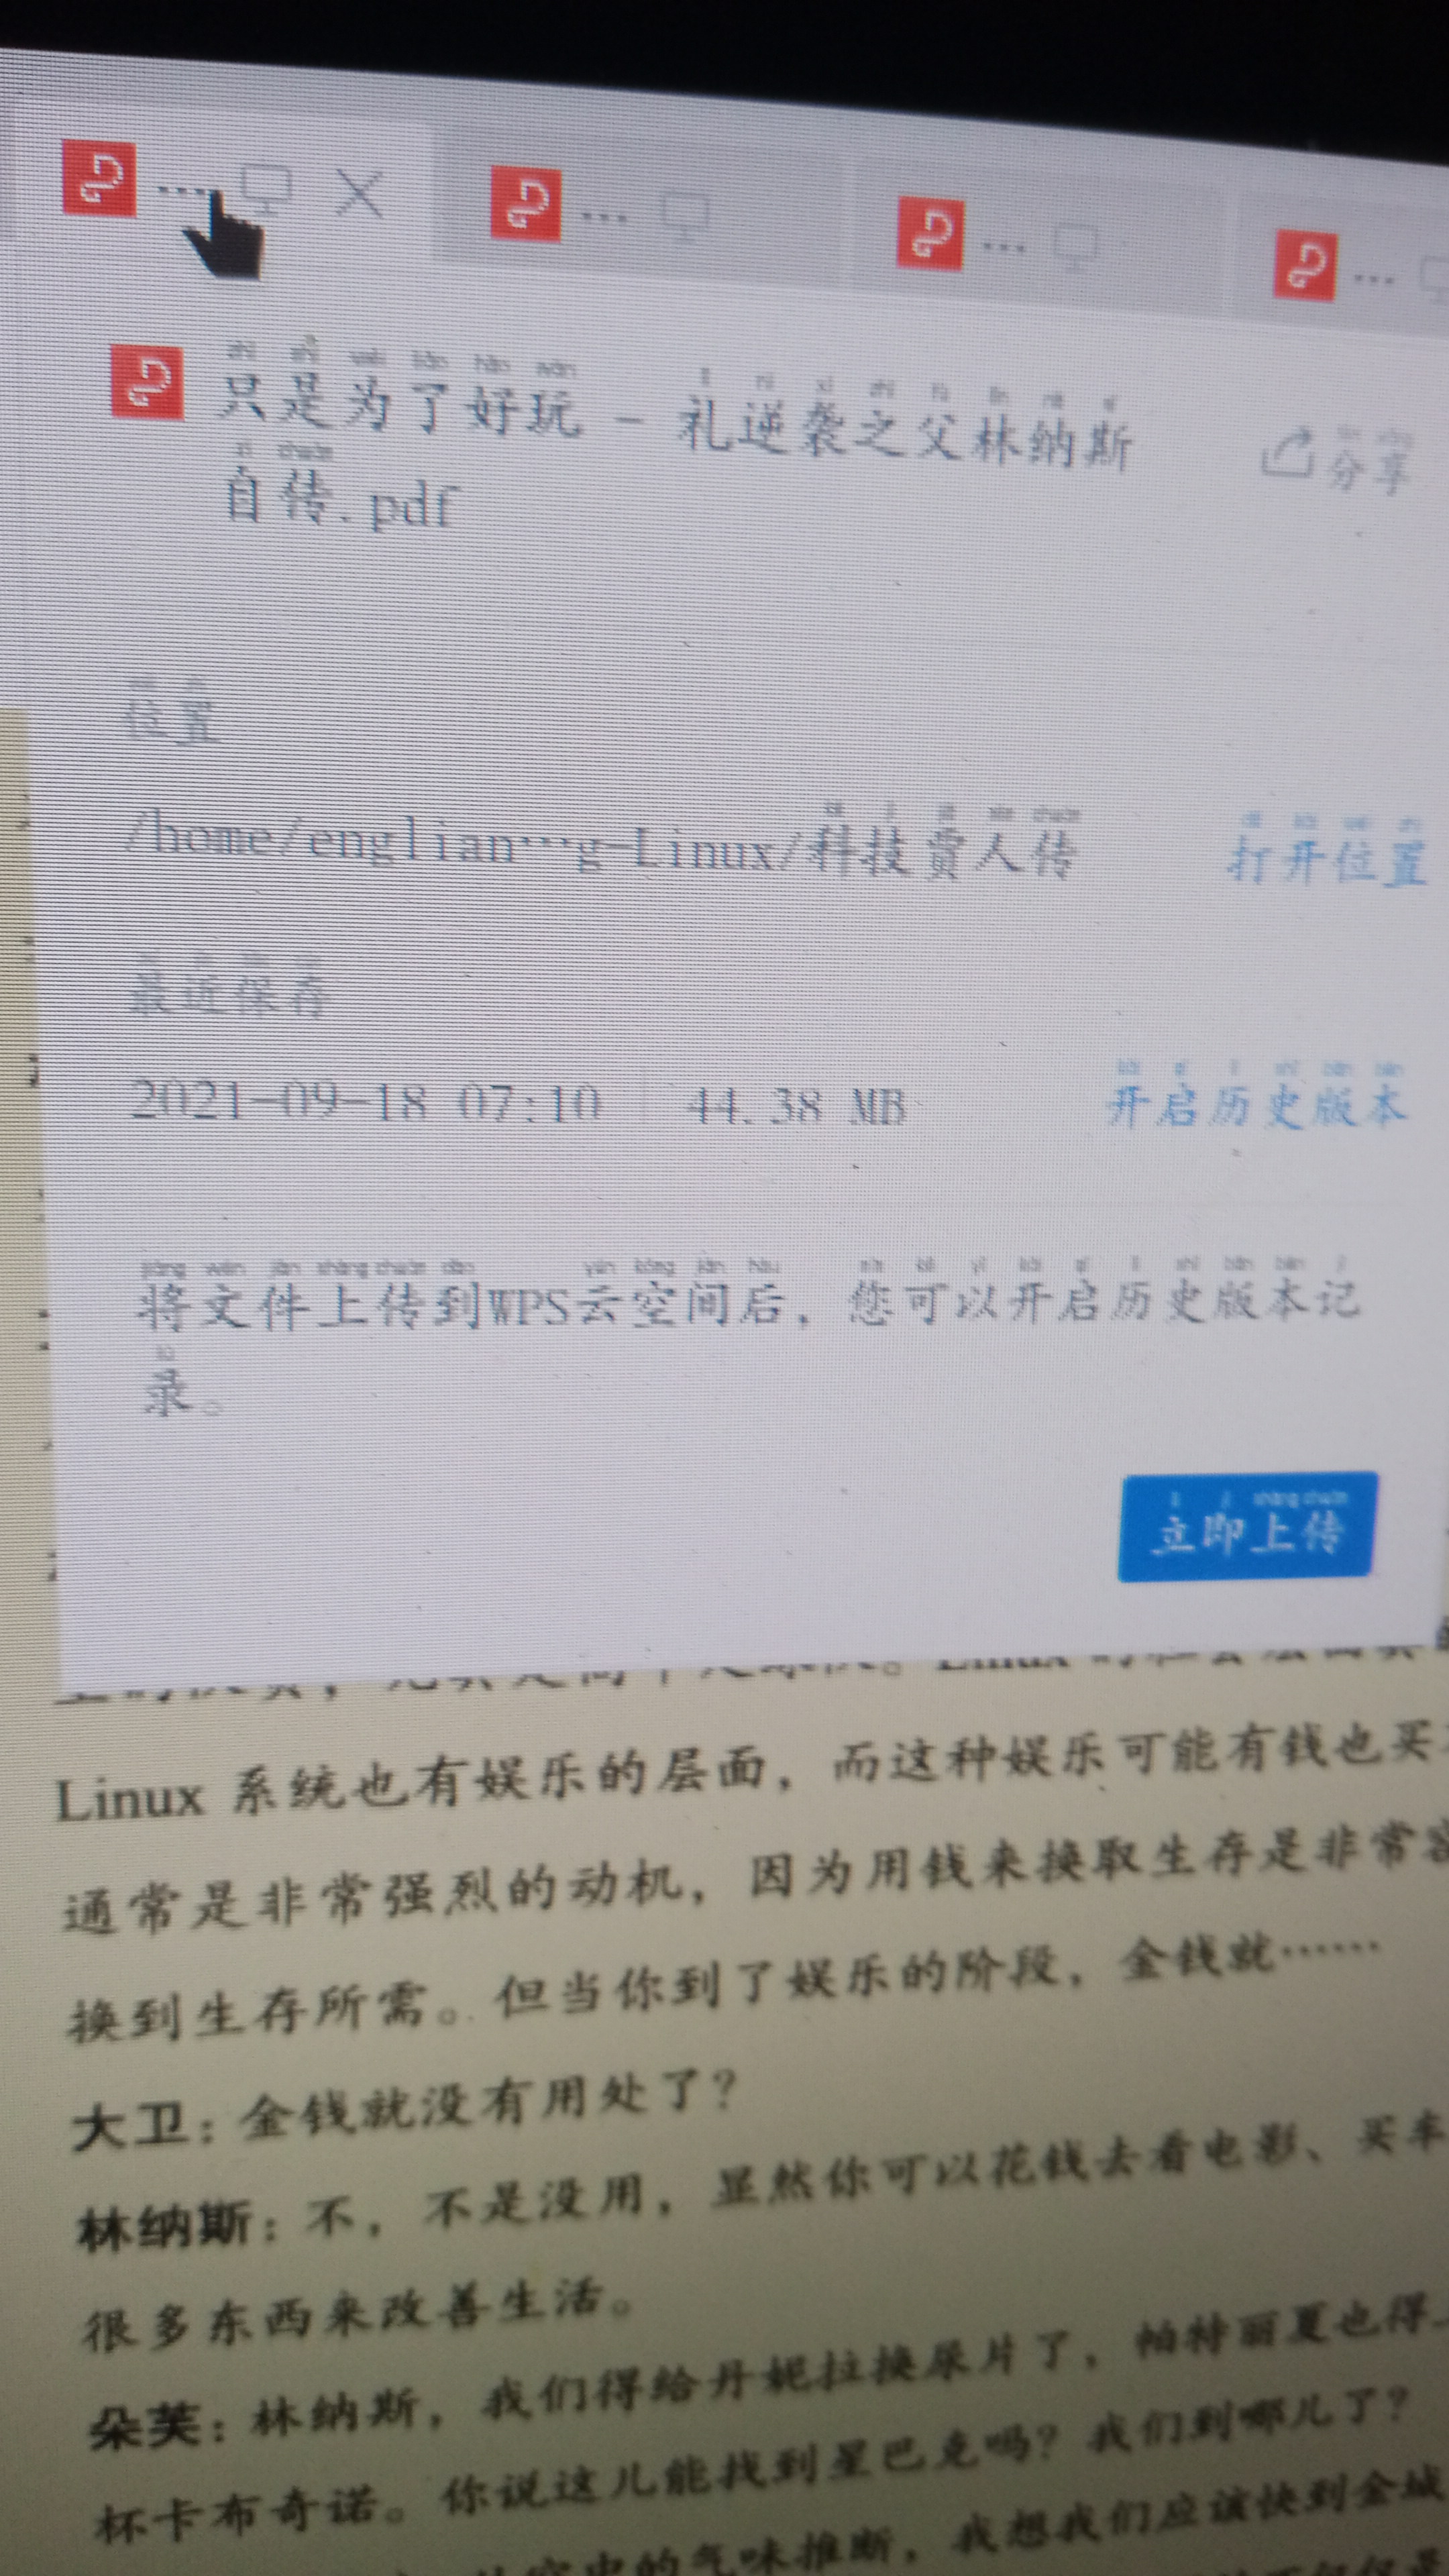 只是为了好玩 - 礼逆袭之父林纳斯
自传.pdf
分享
位置
/home/englian…g-Linux/科技贵人传
打开位置
最近保存
2021-09-18 07:10 44.38 MB
开启历史版本
将文件上传到WPS云空间后，您可以开启历史版本记
录。
立即上传
Linux 系统也有娱乐的层面，而这种娱乐可能有钱也买
通常是非常强烈的动机，因为用钱来换取生存是非常
换到生存所需。但当你到了娱乐的阶段，金钱就……
大卫：金钱就没有用处了？
林纳斯：不，不是没用，显然你可以花钱去看电影、买车
很多东西来改善生活。
朵芙：林纳斯，我们得给丹妮拉换尿片了，帕特丽夏也得
杯卡布奇诺。你说这儿能找到星巴克吗？我们到哪儿了？
的气味推断，我想我们应该快到金城